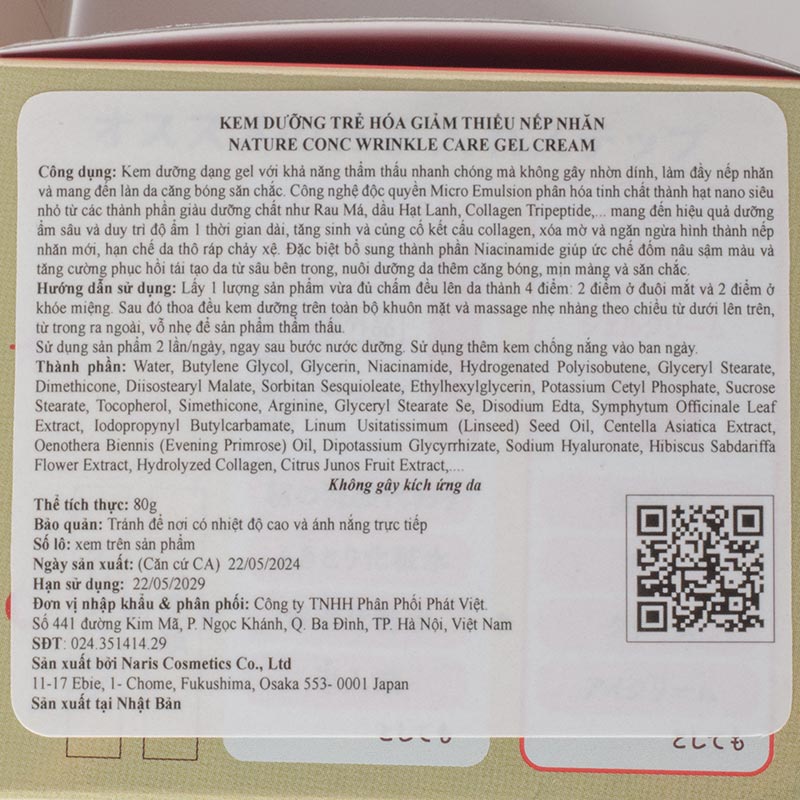 KEM DƯỠNG TRẺ HÓA GIẢM THIỂU NẾP NHĂN
NATURE CONC WRINKLE CARE GEL CREAM
Công dụng: Kem dưỡng dạng gel với khả năng thẩm thấu nhanh chóng mà không gây nhờn dính, làm đầy nếp nhăn
và mang đến làn da căng bóng săn chắc. Công nghệ độc quyền Micro Emulsion phân hóa tinh chất thành hạt nano siêu
nhỏ từ các thành phần giàu dưỡng chất như Rau Má, dầu Hạt Lanh, Collagen Tripeptide,... mang đến hiệu quả dưỡng
ẩm sâu và duy trì độ ẩm 1 thời gian dài, tăng sinh và củng cố kết cấu collagen, xóa mờ và ngăn ngừa hình thành nếp
nhăn mới, hạn chế da thô ráp chảy xệ. Đặc biệt bổ sung thành phần Niacinamide giúp ức chế đốm nâu sậm màu và
tăng cường phục hồi tái tạo da từ sâu bên trong, nuôi dưỡng da thêm căng bóng, mịn màng và săn chắc.
Hướng dẫn sử dụng: Lấy 1 lượng sản phẩm vừa đủ chấm đều lên da thành 4 điểm: 2 điểm ở đuôi mắt và 2 điểm ở
khóe miệng. Sau đó thoa đều kem dưỡng trên toàn bộ khuôn mặt và massage nhẹ nhàng theo chiều từ dưới lên trên,
từ trong ra ngoài, vỗ nhẹ để sản phẩm thẩm thấu.
Sử dụng sản phẩm 2 lần/ngày, ngay sau bước nước dưỡng. Sử dụng thêm kem chống nắng vào ban ngày.
Thành phần: Water, Butylene Glycol, Glycerin, Niacinamide, Hydrogenated Polyisobutene, Glyceryl Stearate,
Dimethicone, Diisostearyl Malate, Sorbitan Sesquioleate, Ethylhexylglycerin, Potassium Cetyl Phosphate, Sucrose
Stearate, Tocopherol, Simethicone, Arginine, Glyceryl Stearate Se, Disodium Edta, Symphytum Officinale Leaf
Extract, Iodopropynyl Butylcarbamate, Linum Usitatissimum (Linseed) Seed Oil, Centella Asiatica Extract,
Oenothera Biennis (Evening Primrose) Oil, Dipotassium Glycyrrhizate, Sodium Hyaluronate, Hibiscus Sabdariffa
Flower Extract, Hydrolyzed Collagen, Citrus Junos Fruit Extract,....
Không gây kích ứng da
Thể tích thực: 80g
Bảo quản: Tránh để nơi có nhiệt độ cao và ánh nắng trực tiếp
Số lô: xem trên sản phẩm
Ngày sản xuất: (Căn cứ CA) 22/05/2024
Hạn sử dụng: 22/05/2029
Đơn vị nhập khẩu & phân phối: Công ty TNHH Phân Phối Phát Việt.
Số 441 đường Kim Mã, P. Ngọc Khánh, Q. Ba Đình, TP. Hà Nội, Việt Nam
SĐT: 024.351414.29
Sản xuất bởi Naris Cosmetics Co., Ltd
11-17 Ebie, 1- Chome, Fukushima, Osaka 553- 0001 Japan
Sản xuất tại Nhật Bản
としても